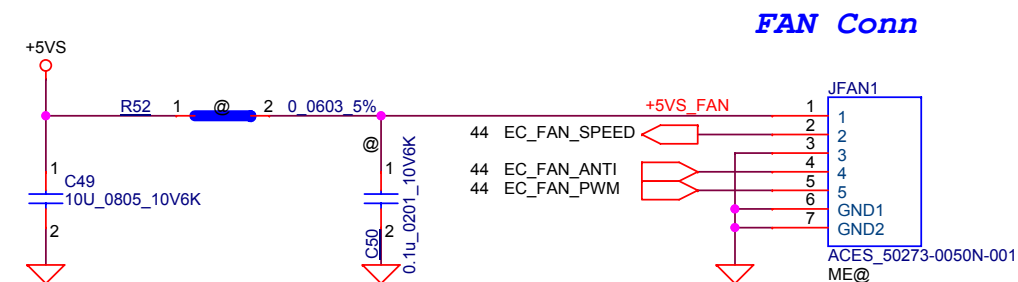 FAN Conn
+5VS
R52 1 @ 2 0_0603_5%
+5VS_FAN
JFAN1
1 1
44 EC_FAN_SPEED 2 2
3 3
44 EC_FAN_ANTI 4 4
44 EC_FAN_PWM 5 5
6 GND1
7 GND2
ACES_50273-0050N-001
ME@
1
C49
10U_0805_10V6K
2
@
1
2
C50
0.1u_0201_10V6K